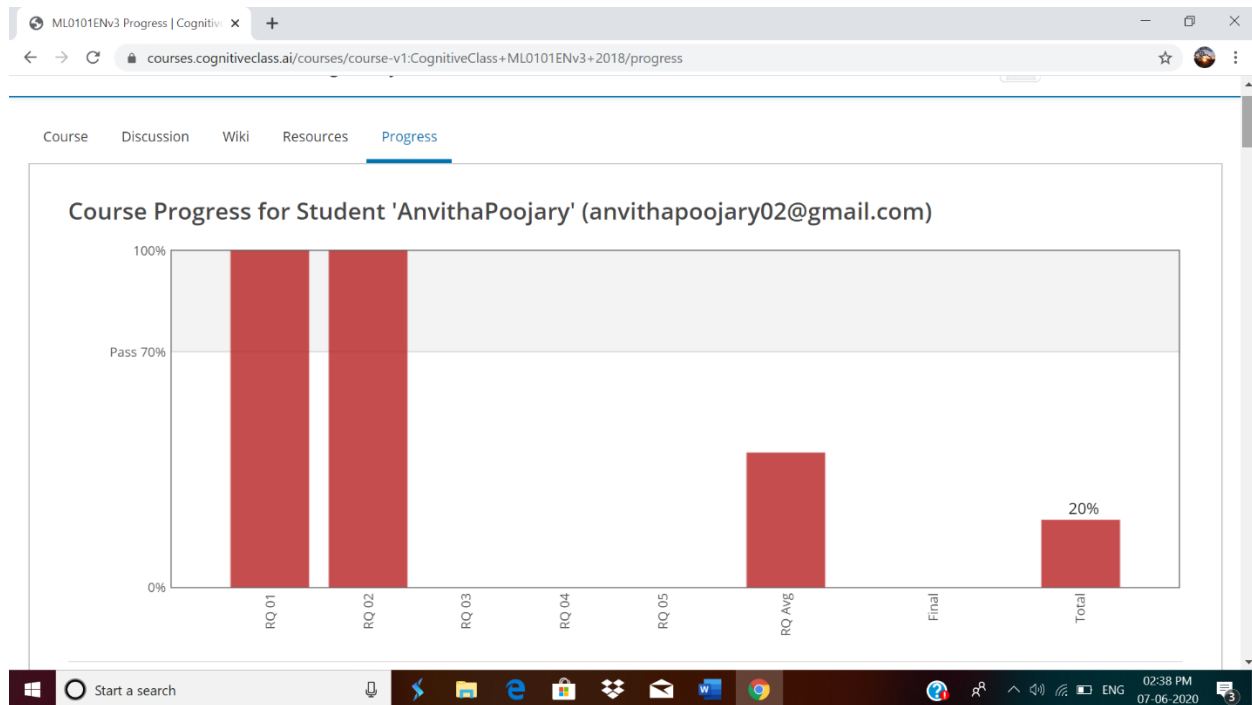 ML0101ENv3 Progress | Cognitiv
courses.cognitiveclass.ai/courses/course-v1:CognitiveClass+ML0101ENv3+2018/progress
Course Discussion Wiki Resources Progress
Course Progress for Student 'AnvithaPoojary' (anvithapoojary02@gmail.com)
100%
Pass 70%
20%
0%
RQ 01 RQ 02 RQ 03 RQ 04 RQ 05 RQ Avg Final Total
Start a search
ENG
02:38 PM
07-06-2020
3